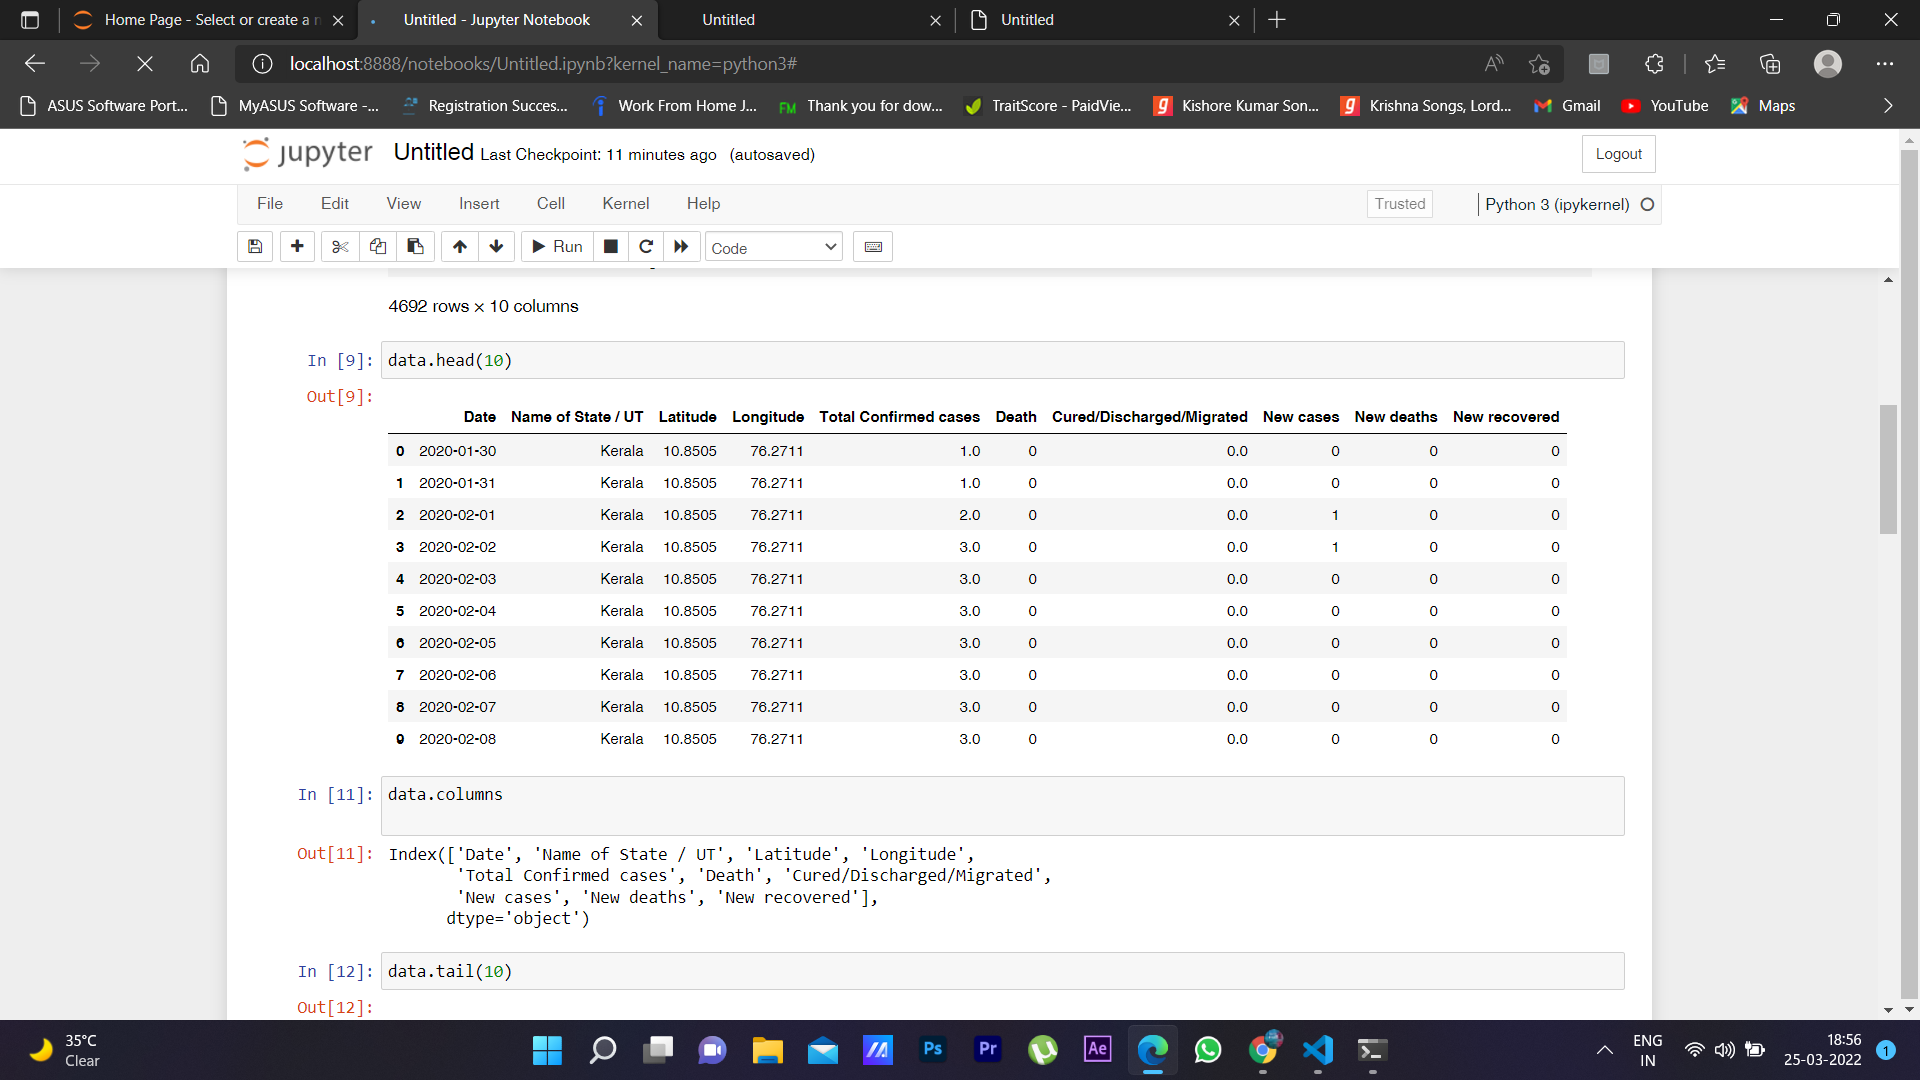 Home Page - Select or create a n
Untitled - Jupyter Notebook
Untitled
Untitled
localhost:8888/notebooks/Untitled.ipynb?kernel_name=python3#
ASUS Software Port...
MyASUS Software -...
Registration Succes...
Work From Home J...
FM Thank you for dow...
TraitScore - PaidVie...
g Kishore Kumar Son...
g Krishna Songs, Lord...
Gmail
YouTube
Maps
jupyter Untitled Last Checkpoint: 11 minutes ago (autosaved)
Logout
File Edit View Insert Cell Kernel Help
Trusted
Python 3 (ipykernel)
Run
Code
4692 rows × 10 columns
In [9]: data.head(10)
Out[9]:
Date Name of State / UT Latitude Longitude Total Confirmed cases Death Cured/Discharged/Migrated New cases New deaths New recovered
0 2020-01-30 Kerala 10.8505 76.2711 1.0 0 0.0 0 0 0
1 2020-01-31 Kerala 10.8505 76.2711 1.0 0 0.0 0 0 0
2 2020-02-01 Kerala 10.8505 76.2711 2.0 0 0.0 1 0 0
3 2020-02-02 Kerala 10.8505 76.2711 3.0 0 0.0 1 0 0
4 2020-02-03 Kerala 10.8505 76.2711 3.0 0 0.0 0 0 0
5 2020-02-04 Kerala 10.8505 76.2711 3.0 0 0.0 0 0 0
6 2020-02-05 Kerala 10.8505 76.2711 3.0 0 0.0 0 0 0
7 2020-02-06 Kerala 10.8505 76.2711 3.0 0 0.0 0 0 0
8 2020-02-07 Kerala 10.8505 76.2711 3.0 0 0.0 0 0 0
9 2020-02-08 Kerala 10.8505 76.2711 3.0 0 0.0 0 0 0
In [11]: data.columns
Out[11]: Index(['Date', 'Name of State / UT', 'Latitude', 'Longitude',
'Total Confirmed cases', 'Death', 'Cured/Discharged/Migrated',
'New cases', 'New deaths', 'New recovered'],
dtype='object')
In [12]: data.tail(10)
Out[12]:
35°C
Clear
Ps
Pr
Ae
ENG
IN
18:56
25-03-2022
1